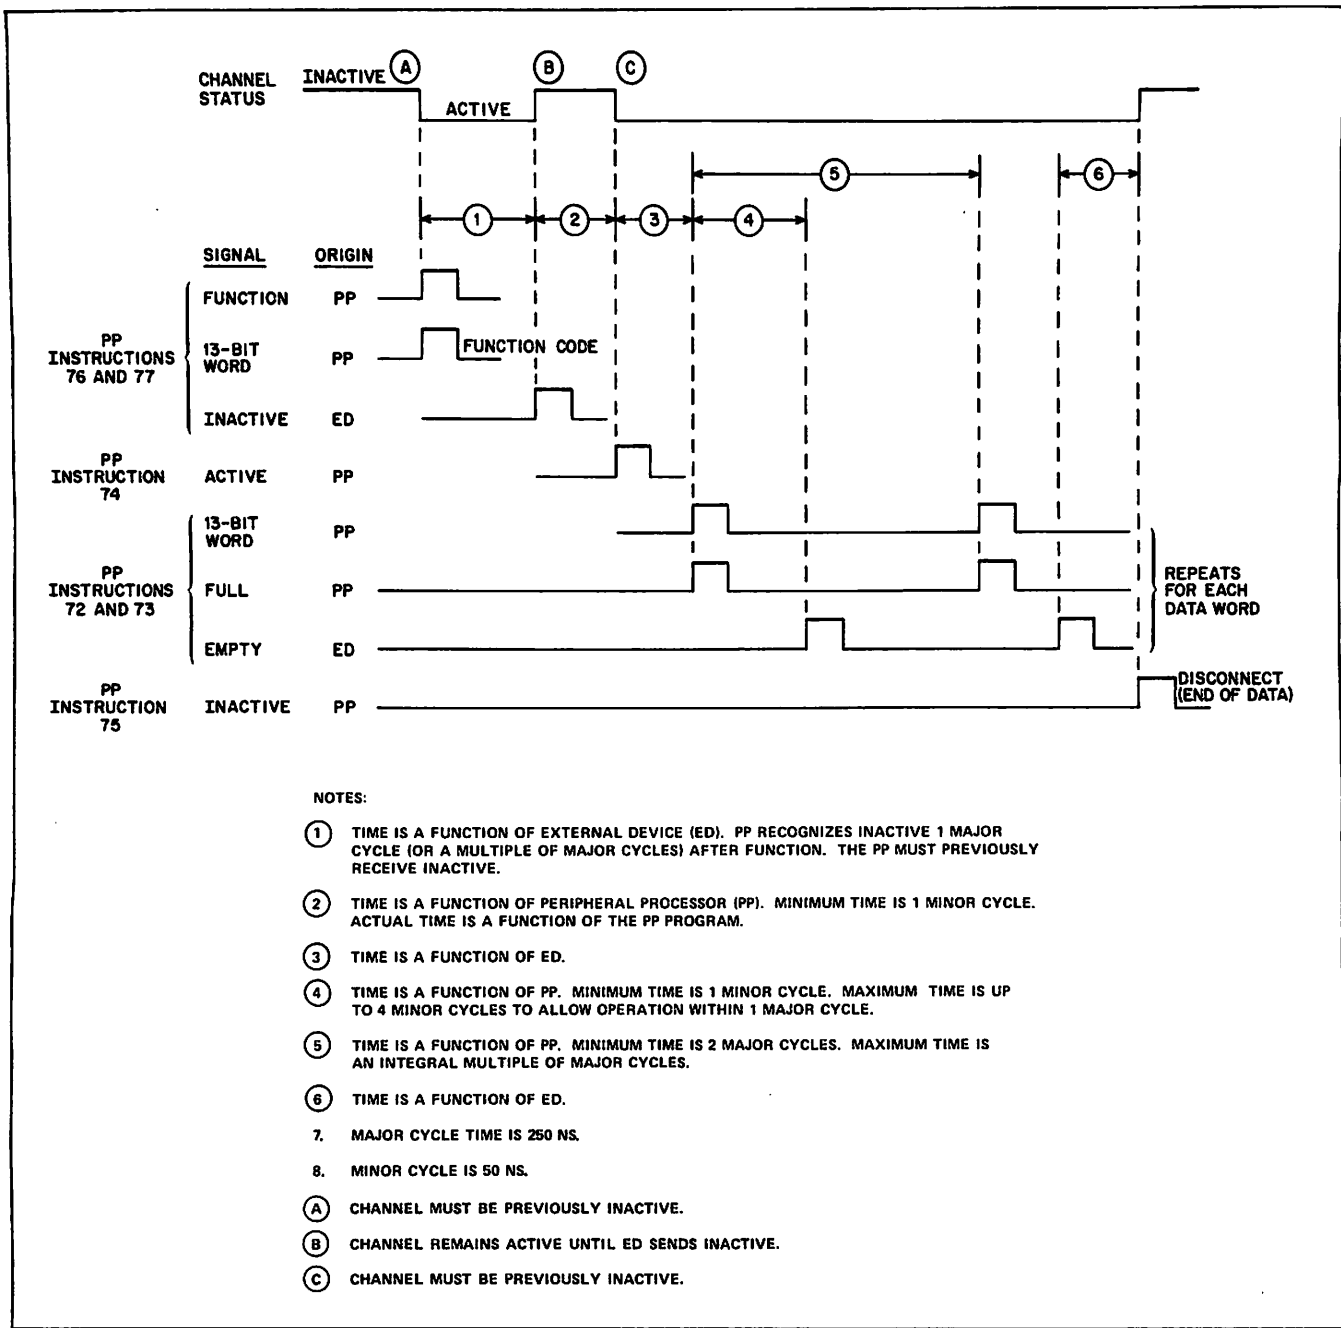 CHANNEL STATUS
INACTIVE
A
B
C
ACTIVE
5
6
1
2
3
4
SIGNAL
ORIGIN
PP
INSTRUCTIONS
76 AND 77
FUNCTION
PP
13-BIT
WORD
PP
FUNCTION CODE
INACTIVE
ED
PP
INSTRUCTION
74
ACTIVE
PP
PP
INSTRUCTIONS
72 AND 73
13-BIT
WORD
PP
FULL
PP
EMPTY
ED
REPEATS
FOR EACH
DATA WORD
PP
INSTRUCTION
75
INACTIVE
PP
DISCONNECT
(END OF DATA)
NOTES:
1 TIME IS A FUNCTION OF EXTERNAL DEVICE (ED). PP RECOGNIZES INACTIVE 1 MAJOR
CYCLE (OR A MULTIPLE OF MAJOR CYCLES) AFTER FUNCTION. THE PP MUST PREVIOUSLY
RECEIVE INACTIVE.
2 TIME IS A FUNCTION OF PERIPHERAL PROCESSOR (PP). MINIMUM TIME IS 1 MINOR CYCLE.
ACTUAL TIME IS A FUNCTION OF THE PP PROGRAM.
3 TIME IS A FUNCTION OF ED.
4 TIME IS A FUNCTION OF PP. MINIMUM TIME IS 1 MINOR CYCLE. MAXIMUM TIME IS UP
TO 4 MINOR CYCLES TO ALLOW OPERATION WITHIN 1 MAJOR CYCLE.
5 TIME IS A FUNCTION OF PP. MINIMUM TIME IS 2 MAJOR CYCLES. MAXIMUM TIME IS
AN INTEGRAL MULTIPLE OF MAJOR CYCLES.
6 TIME IS A FUNCTION OF ED.
7. MAJOR CYCLE TIME IS 250 NS.
8. MINOR CYCLE IS 50 NS.
A CHANNEL MUST BE PREVIOUSLY INACTIVE.
B CHANNEL REMAINS ACTIVE UNTIL ED SENDS INACTIVE.
C CHANNEL MUST BE PREVIOUSLY INACTIVE.